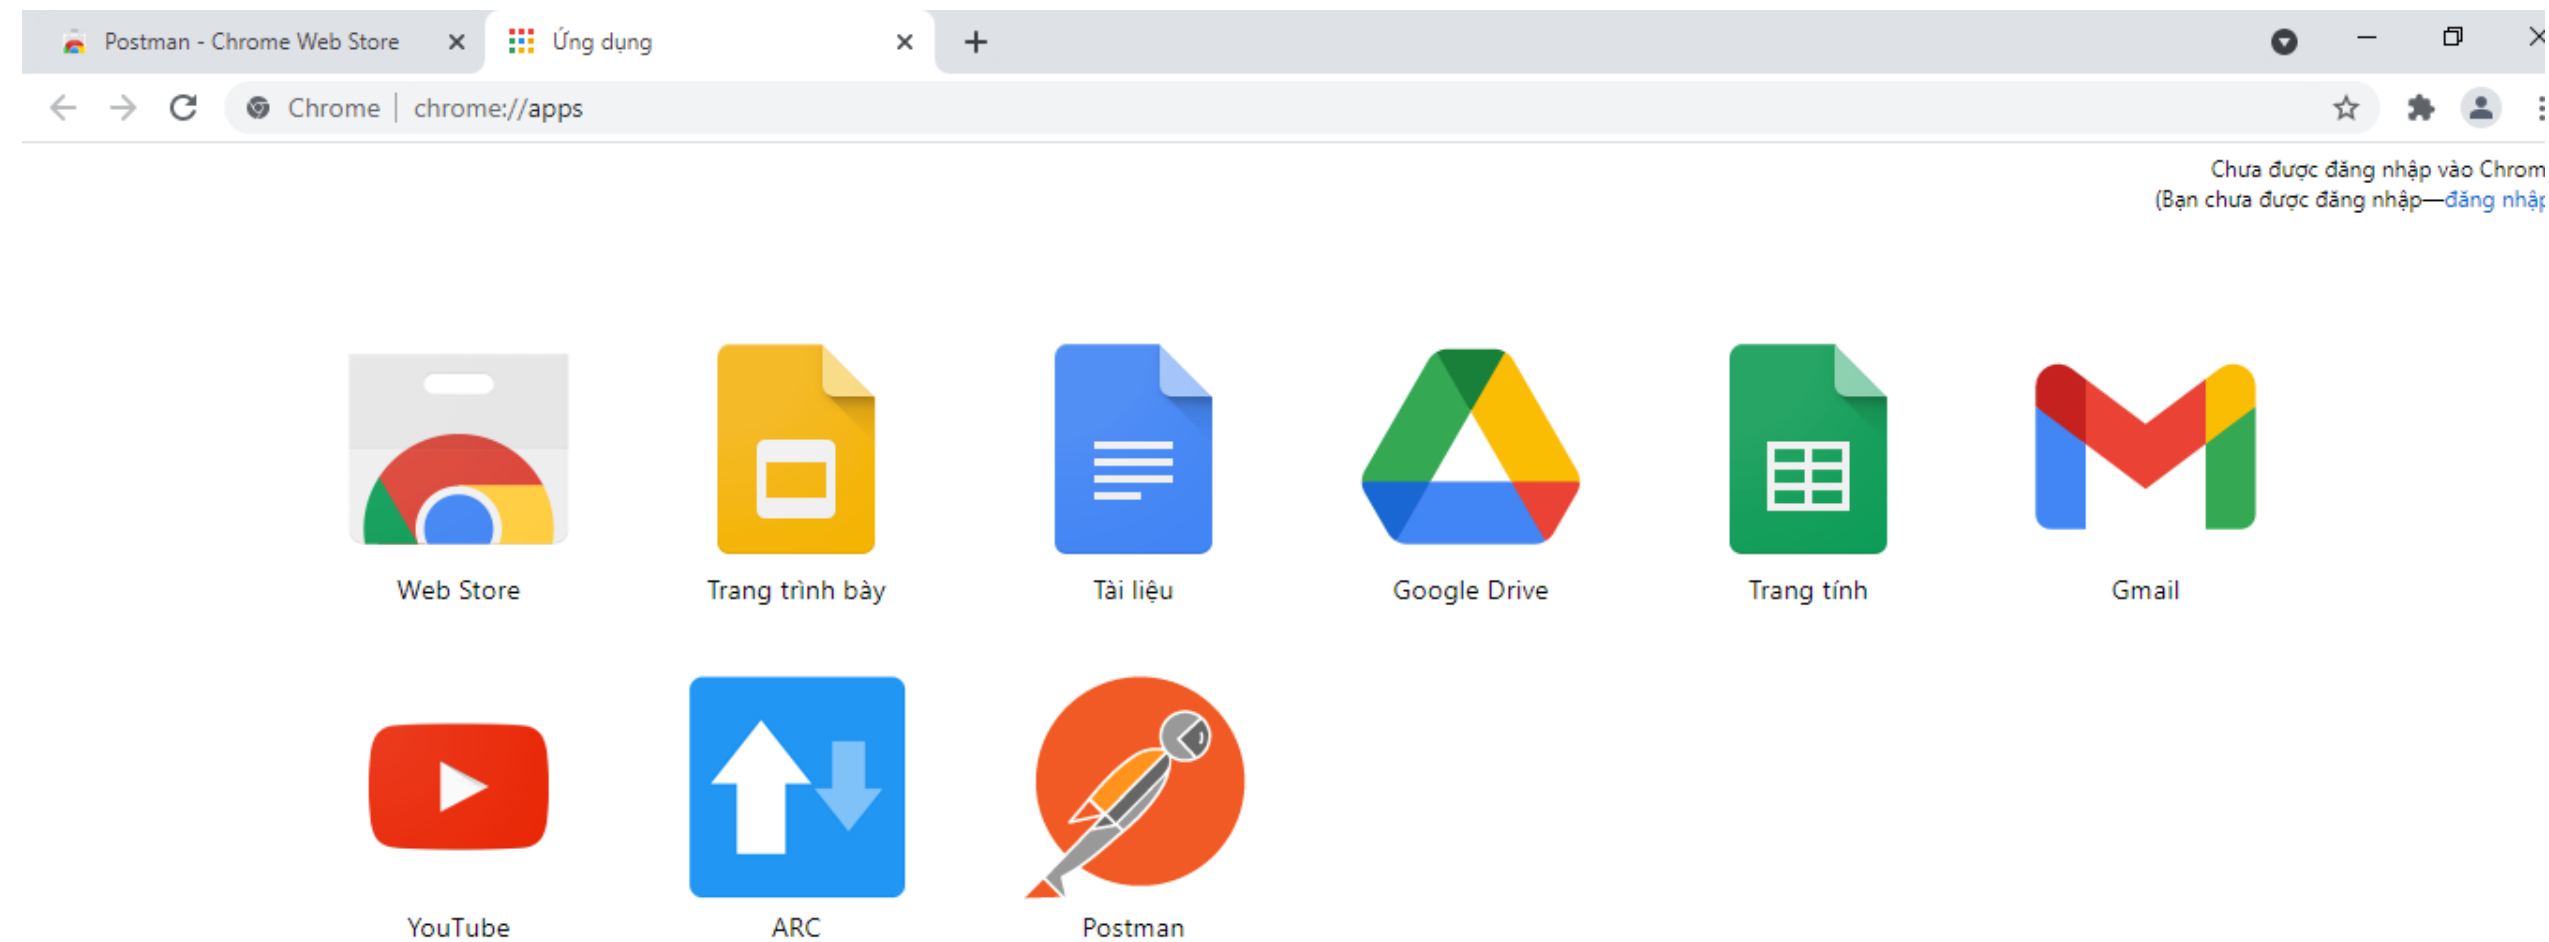 Postman - Chrome Web Store
Ứng dụng
Chrome | chrome://apps
Chưa được đăng nhập vào Chrom
(Bạn chưa được đăng nhập—đăng nhập
Web Store
Trang trình bày
Tài liệu
Google Drive
Trang tính
Gmail
YouTube
ARC
Postman